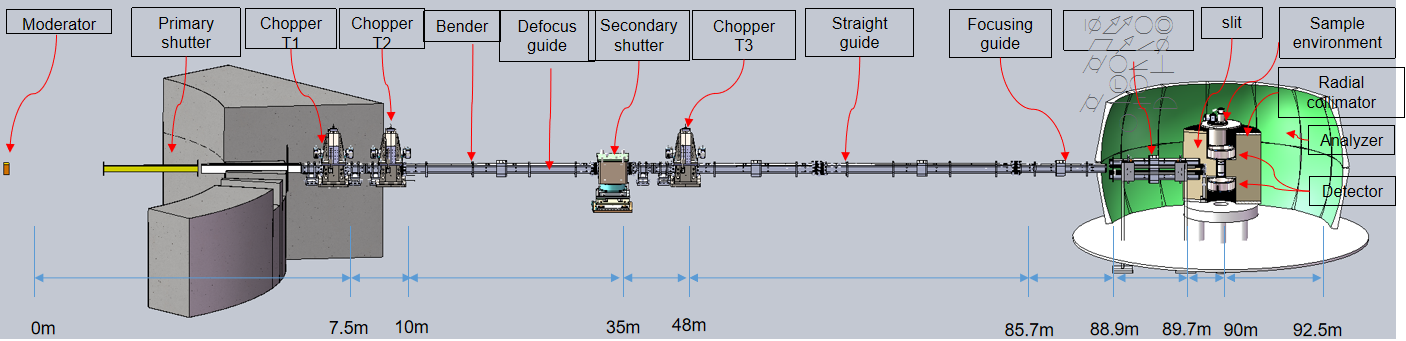 Moderator
Primary
shutter
Chopper
T1
Chopper
T2
Bender
Defocus
guide
Secondary
shutter
Chopper
T3
Straight
guide
Focusing
guide
slit
Sample
environment
Radial
collimator
Analyzer
Detector
0m
7.5m
10m
35m
48m
85.7m
88.9m
89.7m
90m
92.5m